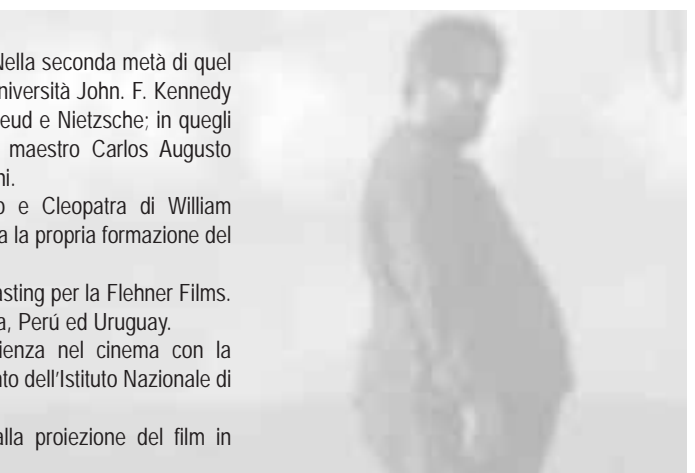 Nella seconda metà di quel
niversità John. F. Kennedy
eud e Nietzsche; in quegli
maestro Carlos Augusto
ni.
o e Cleopatra di William
a la propria formazione del
asting per la Flehner Films.
a, Perú ed Uruguay.
ienza nel cinema con la
nto dell'Istituto Nazionale di
alla proiezione del film in